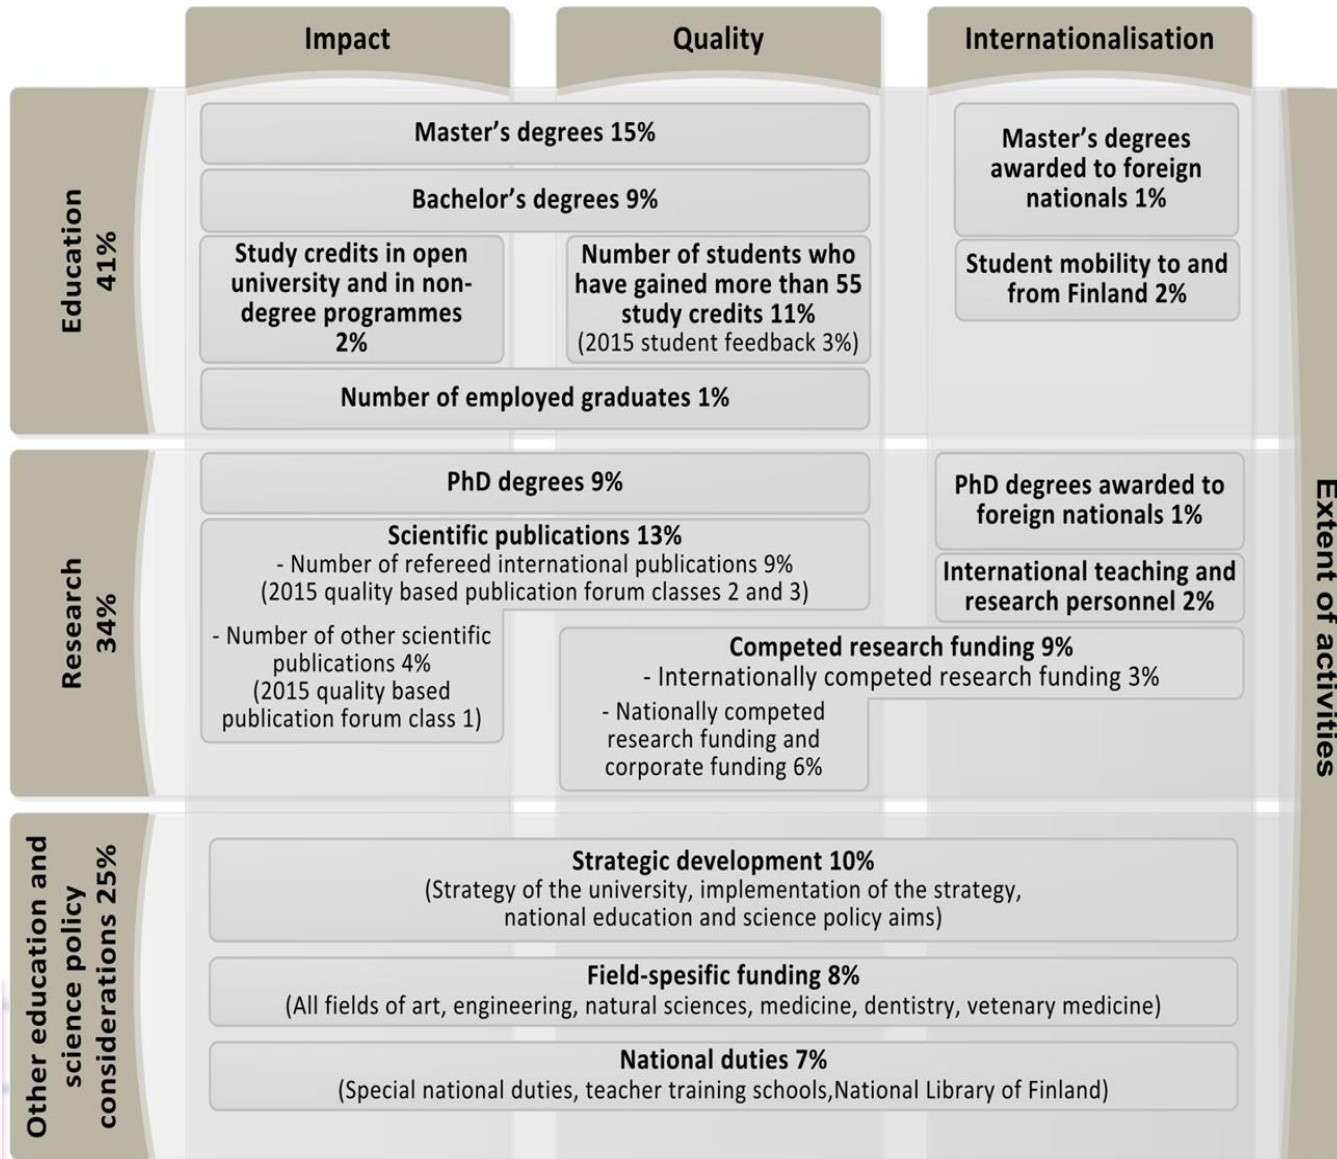 Impact
Quality
Internationalisation
Education
41%
Master's degrees 15%
Bachelor's degrees 9%
Study credits in open
university and in non-
degree programmes
2%
Number of students who
have gained more than 55
study credits 11%
(2015 student feedback 3%)
Number of employed graduates 1%
Master's degrees
awarded to foreign
nationals 1%
Student mobility to and
from Finland 2%
Research
34%
PhD degrees 9%
Scientific publications 13%
- Number of refereed international publications 9%
(2015 quality based publication forum classes 2 and 3)
- Number of other scientific
publications 4%
(2015 quality based
publication forum class 1)
PhD degrees awarded to
foreign nationals 1%
International teaching and
research personnel 2%
Competed research funding 9%
- Internationally competed research funding 3%
- Nationally competed
research funding and
corporate funding 6%
Other education and
science policy
considerations 25%
Strategic development 10%
(Strategy of the university, implementation of the strategy,
national education and science policy aims)
Field-spesific funding 8%
(All fields of art, engineering, natural sciences, medicine, dentistry, vetenary medicine)
National duties 7%
(Special national duties, teacher training schools,National Library of Finland)
Extent of activities